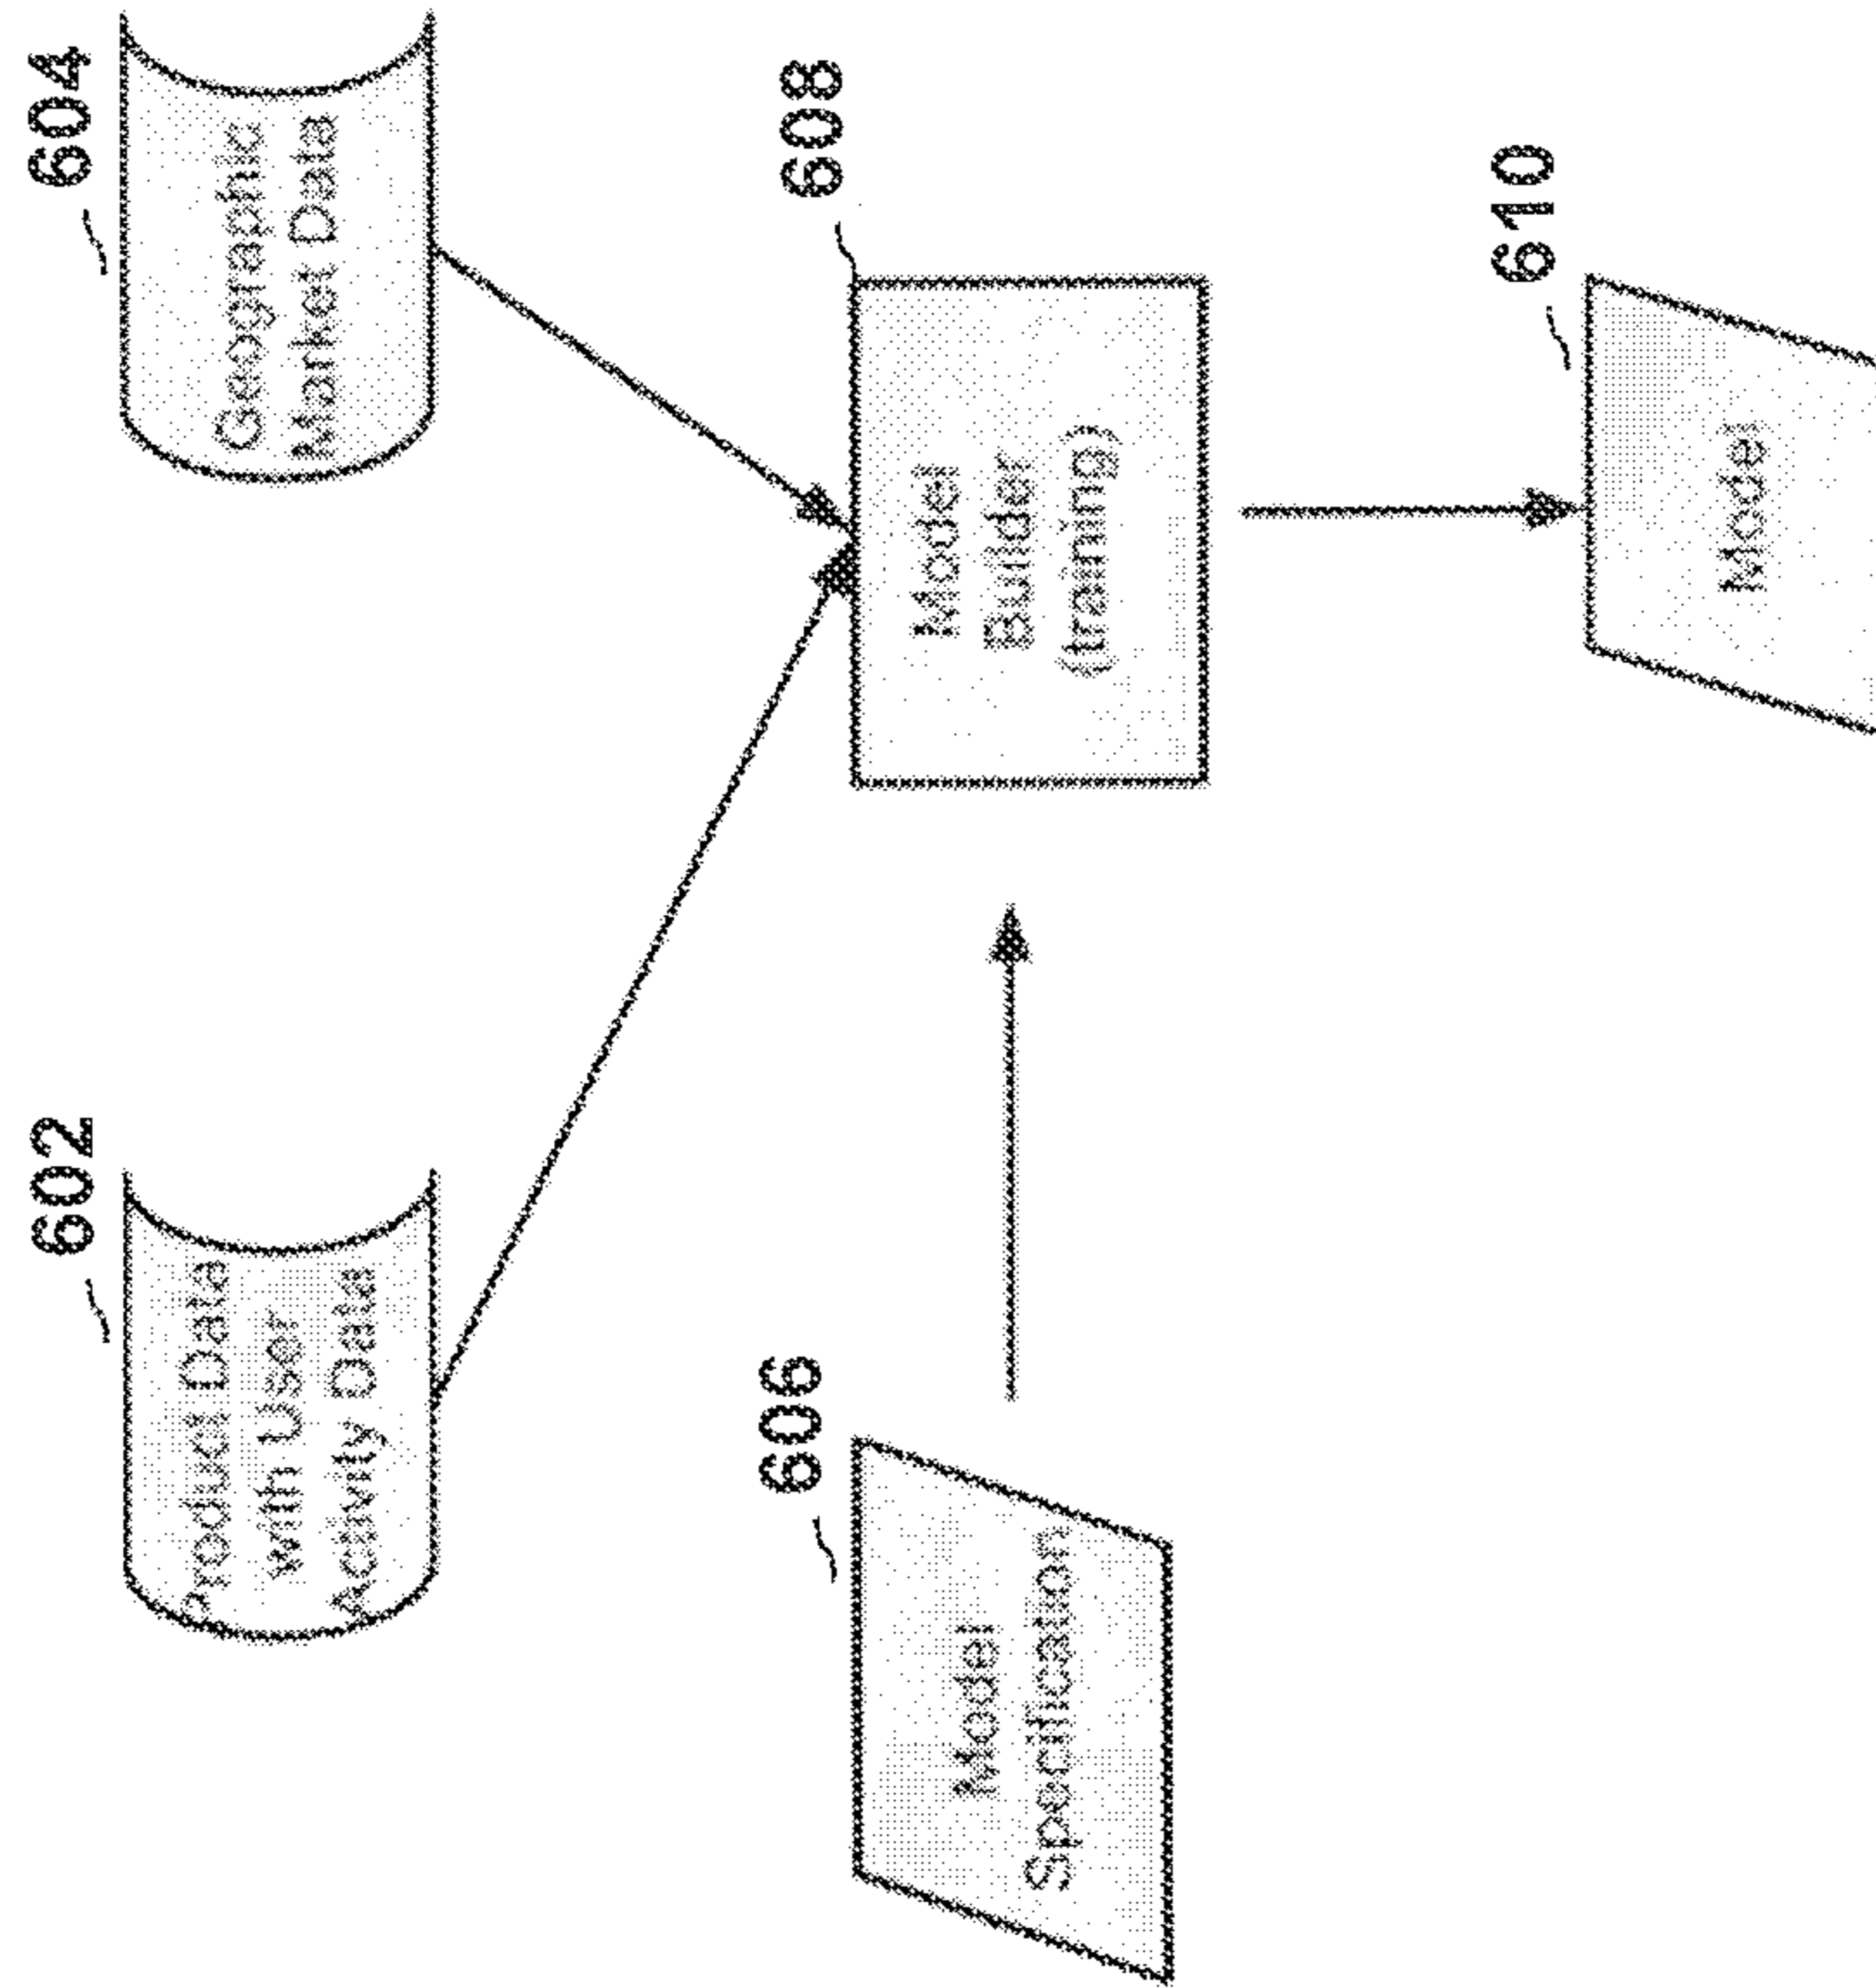 602
Product Data
with User
Activity Data
604
Geographic
Market Data
606
Model
Specification
608
Model
Builder
(training)
610
Model